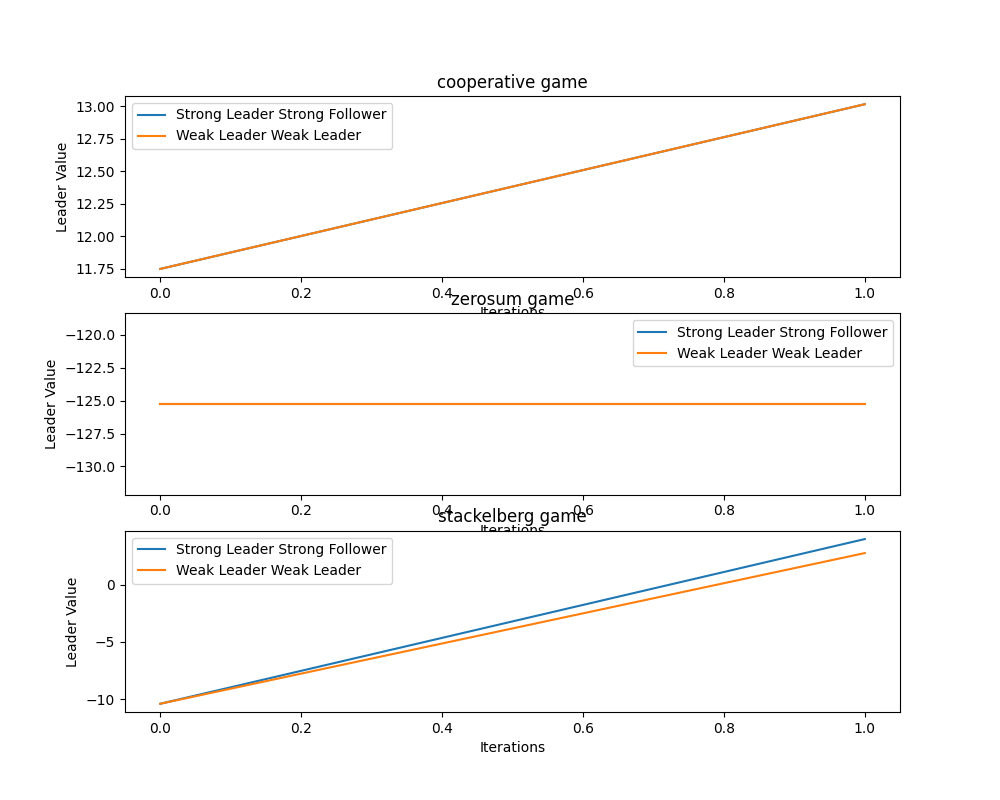 cooperative game
Leader Value
13.00
12.75
12.50
12.25
12.00
11.75
Strong Leader Strong Follower
Weak Leader Weak Leader
0.0 0.2 0.4 0.6 0.8 1.0
Iterations
zerosum game
Leader Value
−120.0
−122.5
−125.0
−127.5
−130.0
Strong Leader Strong Follower
Weak Leader Weak Leader
0.0 0.2 0.4 0.6 0.8 1.0
Iterations
stackelberg game
Leader Value
0
−5
−10
Strong Leader Strong Follower
Weak Leader Weak Leader
0.0 0.2 0.4 0.6 0.8 1.0
Iterations